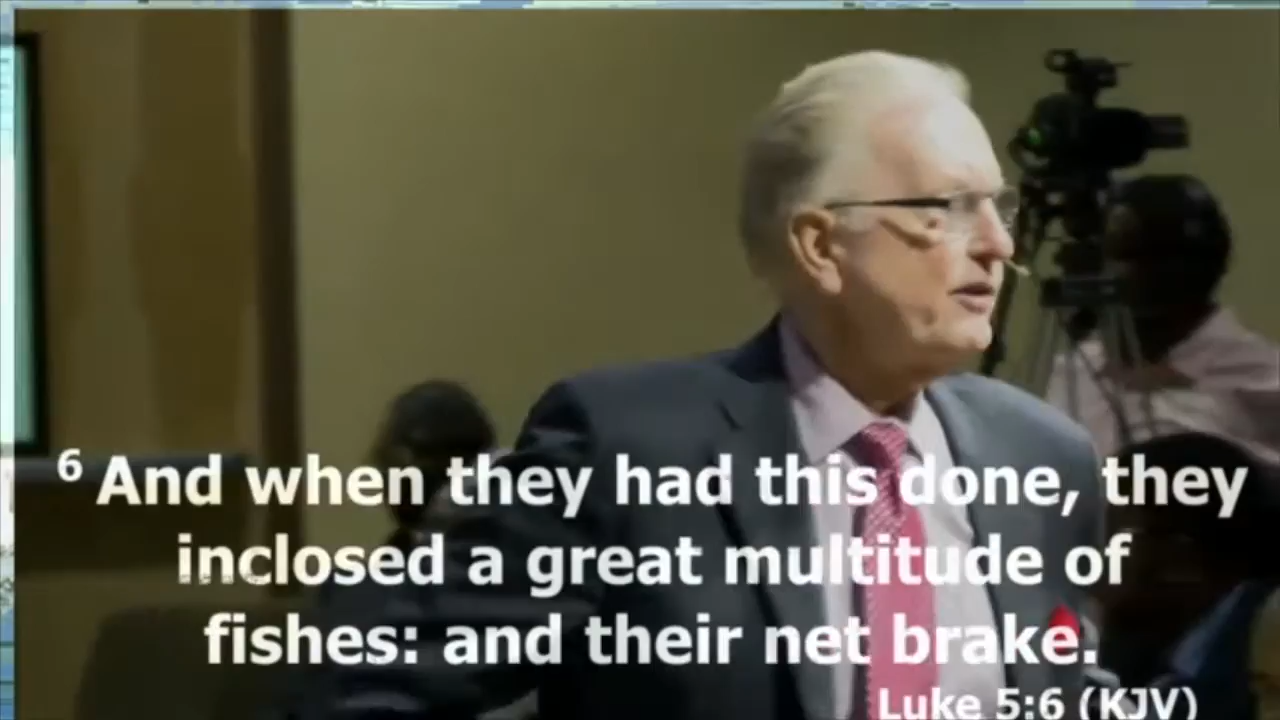 6 And when they had this done, they
inclosed a great multitude of
fishes: and their net brake.
Luke 5:6 (KJV)